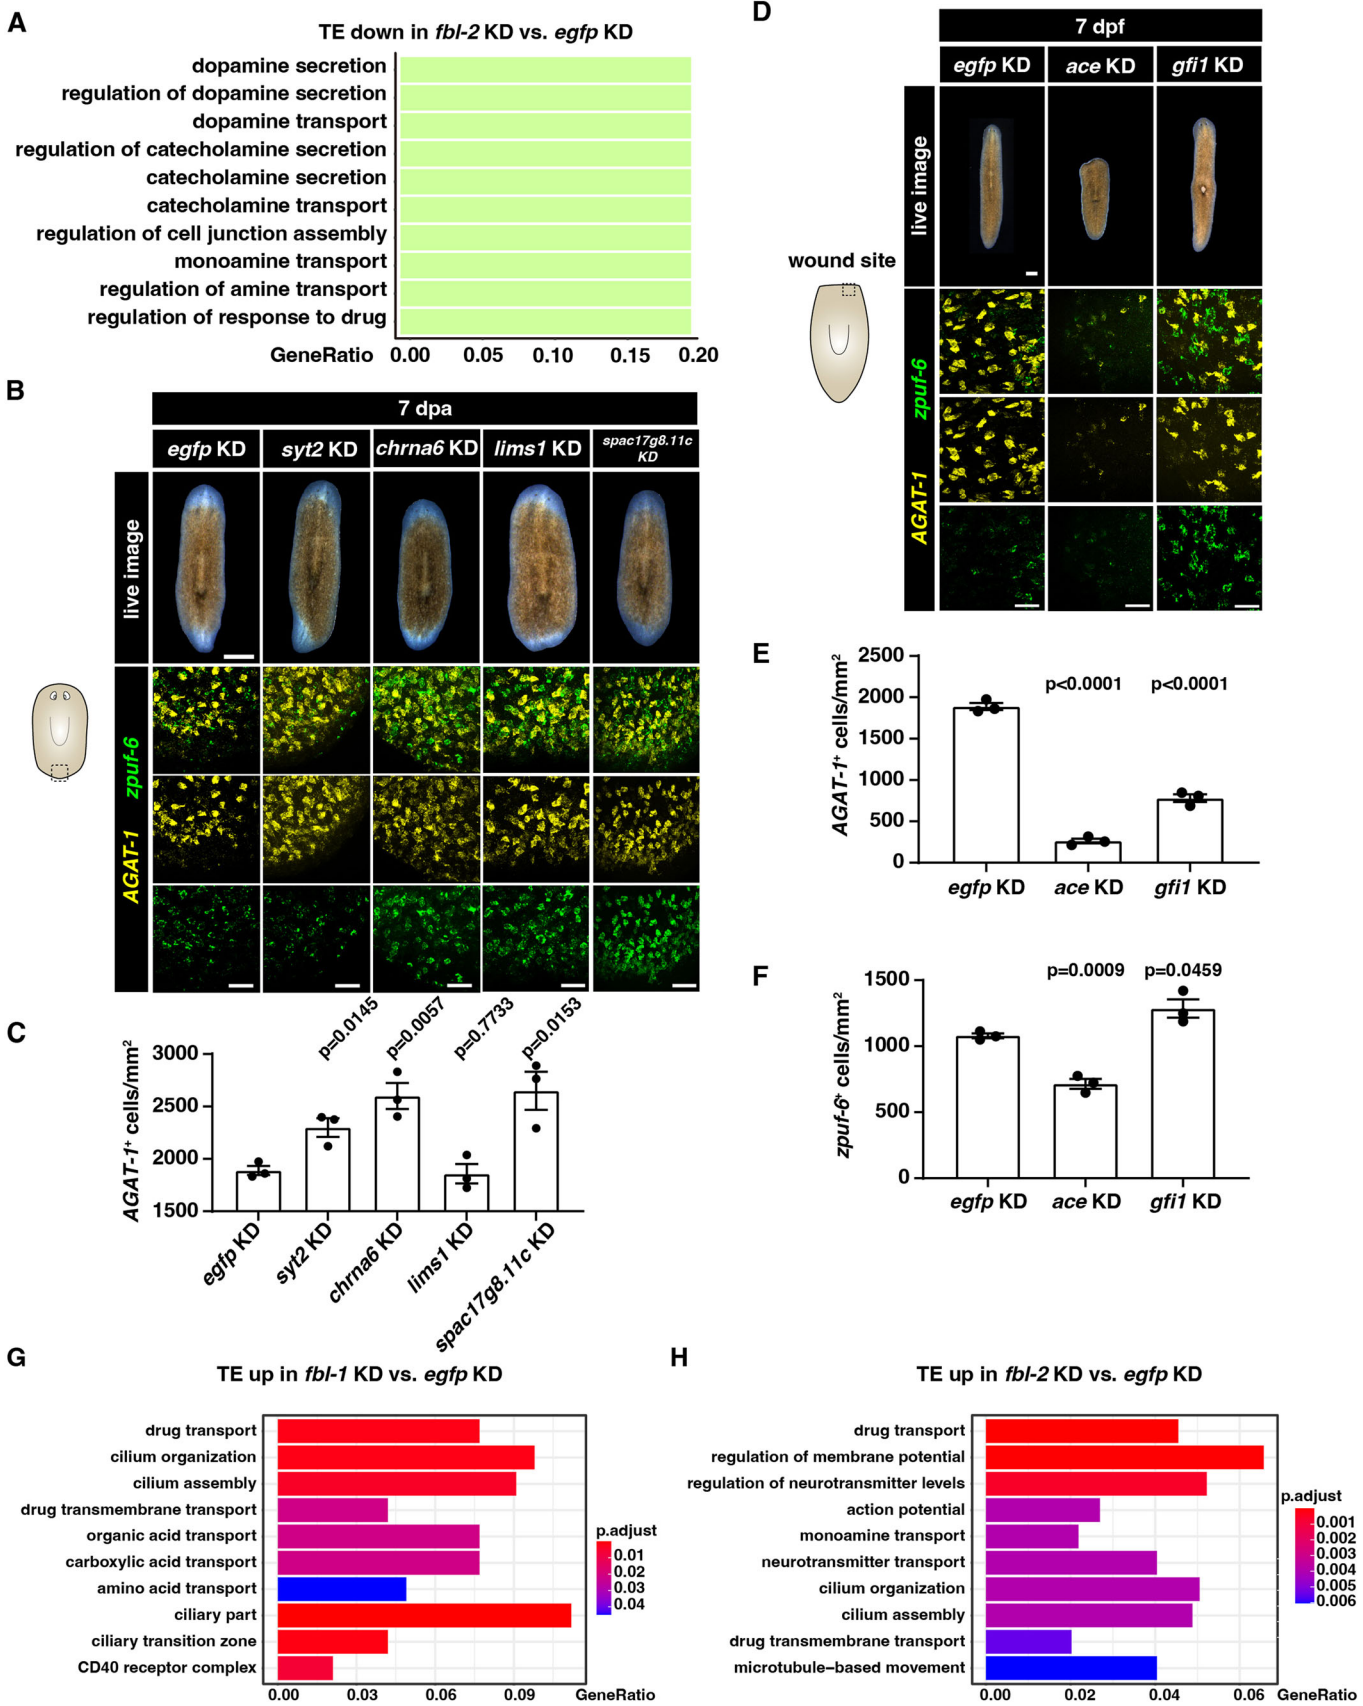 A
TE down in fbl-2 KD vs. egfp KD
dopamine secretion
regulation of dopamine secretion
dopamine transport
regulation of catecholamine secretion
catecholamine secretion
catecholamine transport
regulation of cell junction assembly
monoamine transport
regulation of amine transport
regulation of response to drug
GeneRatio 0.00 0.05 0.10 0.15 0.20
B
7 dpa
egfp KD syt2 KD chrna6 KD lims1 KD spac17g8.11c KD
live image
AGAT-1 zpuf-6
C
p=0.0145 p=0.0057 p=0.7733 p=0.0153
AGAT-1+ cells/mm2
3000
2500
2000
1500
egfp KD syt2 KD chrna6 KD lims1 KD spac17g8.11c KD
D
7 dpf
egfp KD ace KD gfi1 KD
live image
wound site
AGAT-1 zpuf-6
E
p<0.0001 p<0.0001
AGAT-1+ cells/mm2
2500
2000
1500
1000
500
0
egfp KD ace KD gfi1 KD
F
p=0.0009 p=0.0459
zpuf-6+ cells/mm2
1500
1000
500
0
egfp KD ace KD gfi1 KD
G
TE up in fbl-1 KD vs. egfp KD
drug transport
cilium organization
cilium assembly
drug transmembrane transport
organic acid transport
carboxylic acid transport
amino acid transport
ciliary part
ciliary transition zone
CD40 receptor complex
0.00 0.03 0.06 0.09 GeneRatio
p.adjust
0.01
0.02
0.03
0.04
H
TE up in fbl-2 KD vs. egfp KD
drug transport
regulation of membrane potential
regulation of neurotransmitter levels
action potential
monoamine transport
neurotransmitter transport
cilium organization
cilium assembly
drug transmembrane transport
microtubule–based movement
0.00 0.02 0.04 0.06 GeneRatio
p.adjust
0.001
0.002
0.003
0.004
0.005
0.006